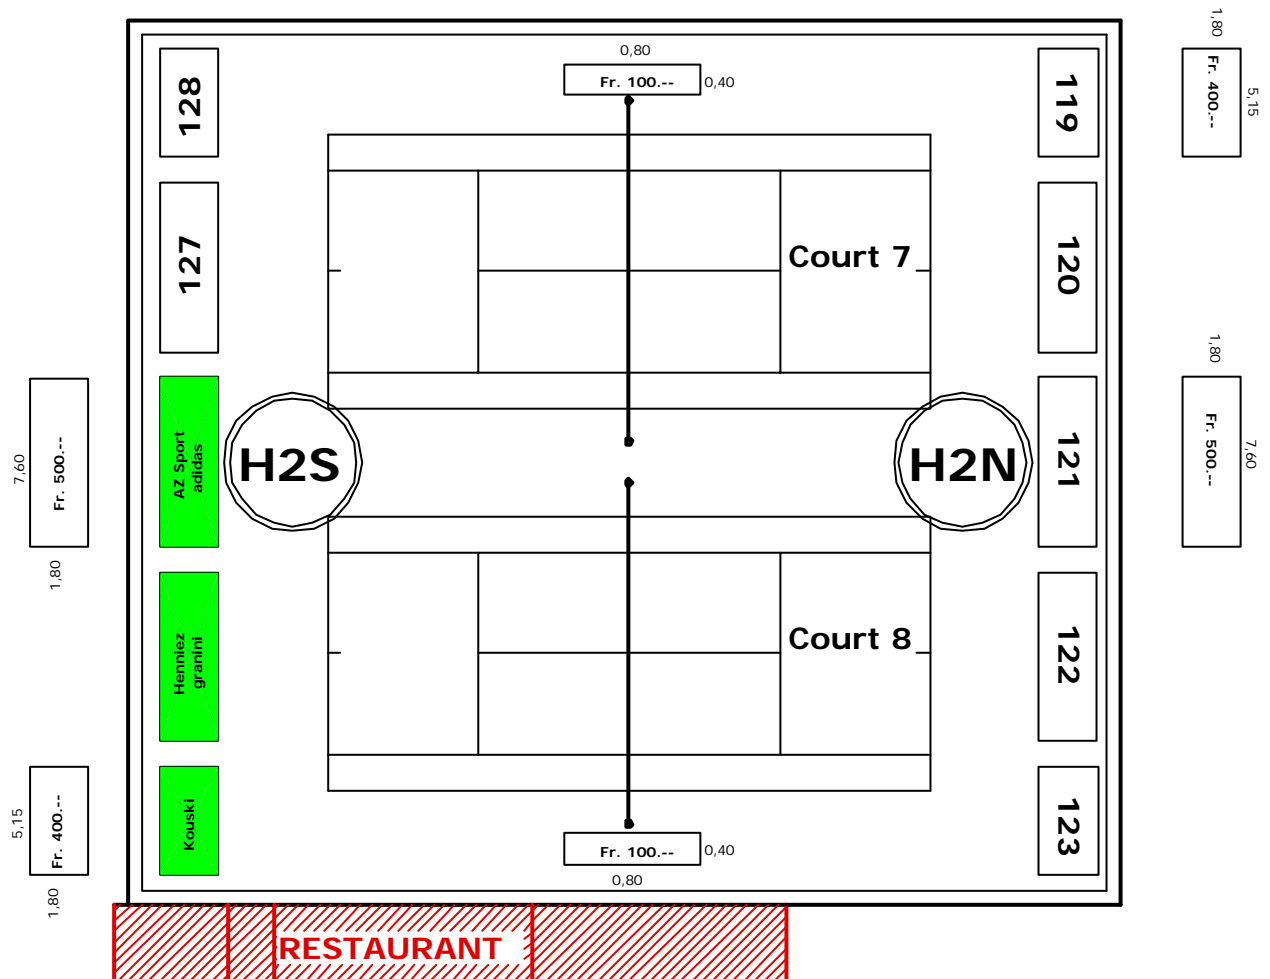 1,80
0,80
128
Fr. 100.--
0,40
119
Fr. 400.--
5,15
127
Court 7
120
1,80
7,60
Fr. 500.--
1,80
AZ Sport
adidas
H2S
H2N
121
Fr. 500.--
7,60
Henniez
granini
Court 8
122
5,15
Fr. 400.--
1,80
Kouski
Fr. 100.--
0,40
0,80
123
RESTAURANT